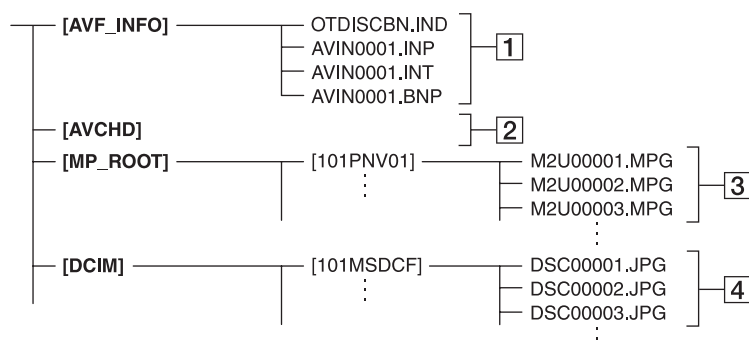 [AVF_INFO] OTDISCBN.IND
AVIN0001.INP
1
AVIN0001.INT
AVIN0001.BNP
[AVCHD] 2
[MP_ROOT] [101PNV01] M2U00001.MPG
M2U00002.MPG 3
M2U00003.MPG
[DCIM] [101MSDCF] DSC00001.JPG
DSC00002.JPG 4
DSC00003.JPG